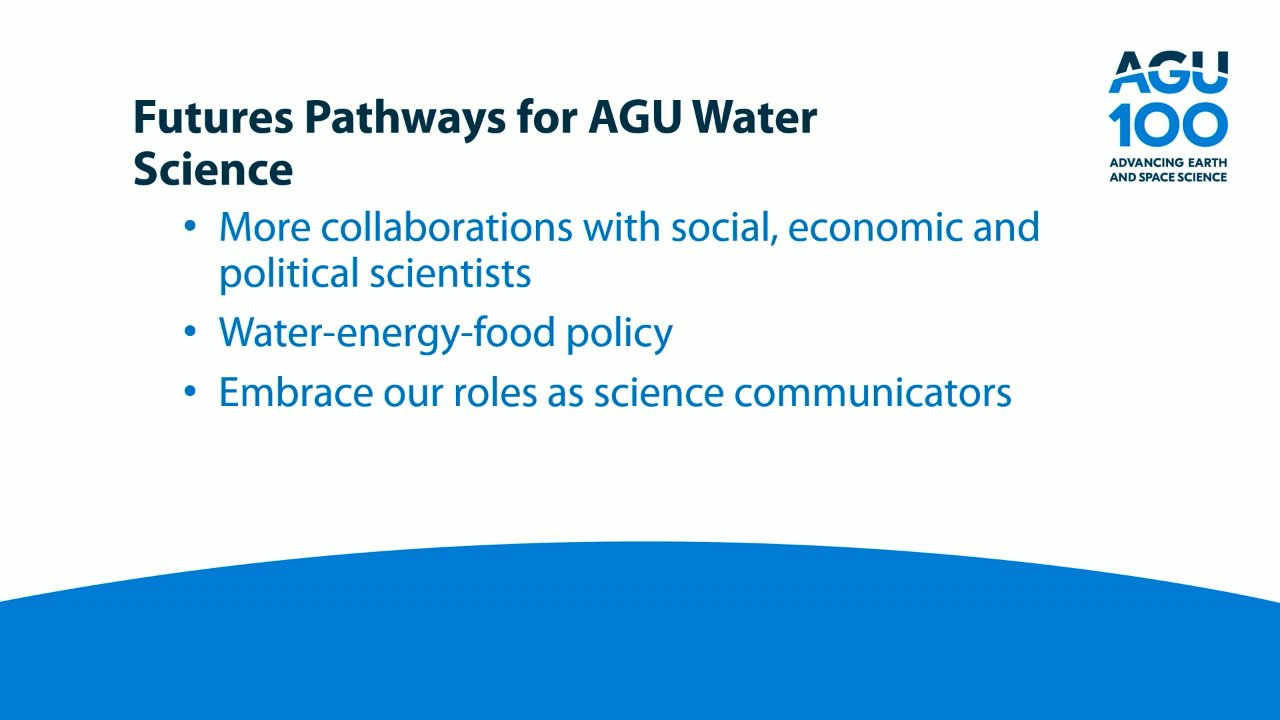 Futures Pathways for AGU Water
Science
• More collaborations with social, economic and
political scientists
• Water-energy-food policy
• Embrace our roles as science communicators
AGU
100
ADVANCING EARTH
AND SPACE SCIENCE